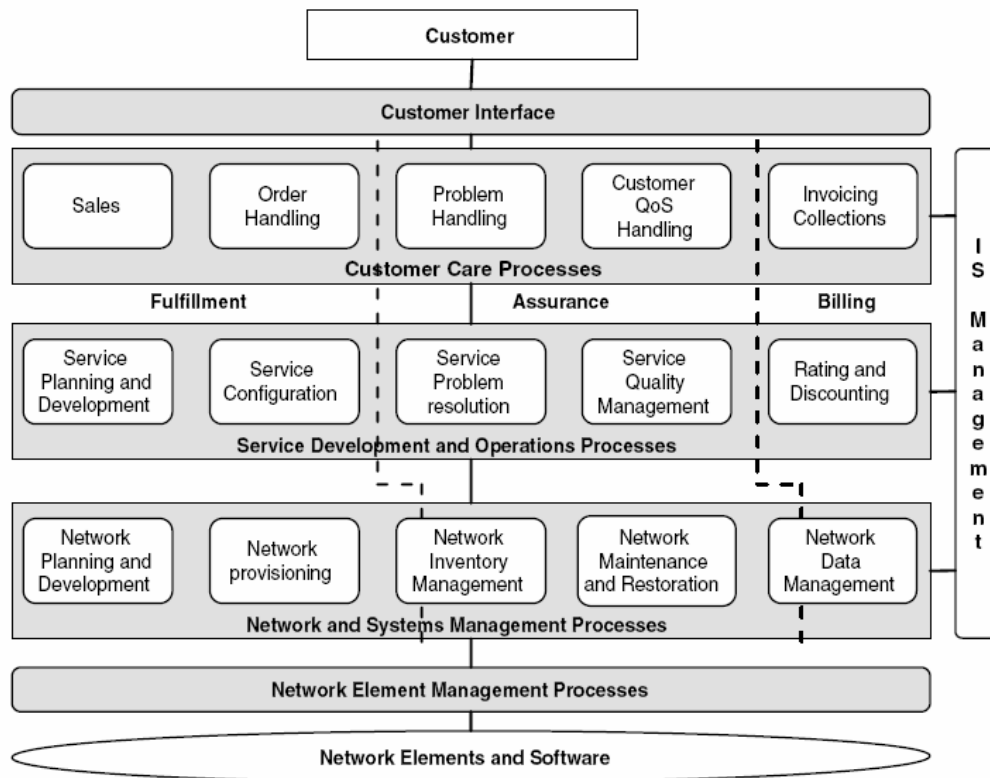 Customer
Customer Interface
Sales
Order
Handling
Problem
Handling
Customer
QoS
Handling
Invoicing
Collections
Customer Care Processes
Fulfillment
Assurance
Billing
Service
Planning and
Development
Service
Configuration
Service
Problem
resolution
Service
Quality
Management
Rating and
Discounting
Service Development and Operations Processes
Network
Planning and
Development
Network
provisioning
Network
Inventory
Management
Network
Maintenance
and Restoration
Network
Data
Management
Network and Systems Management Processes
Network Element Management Processes
Network Elements and Software
IS Management